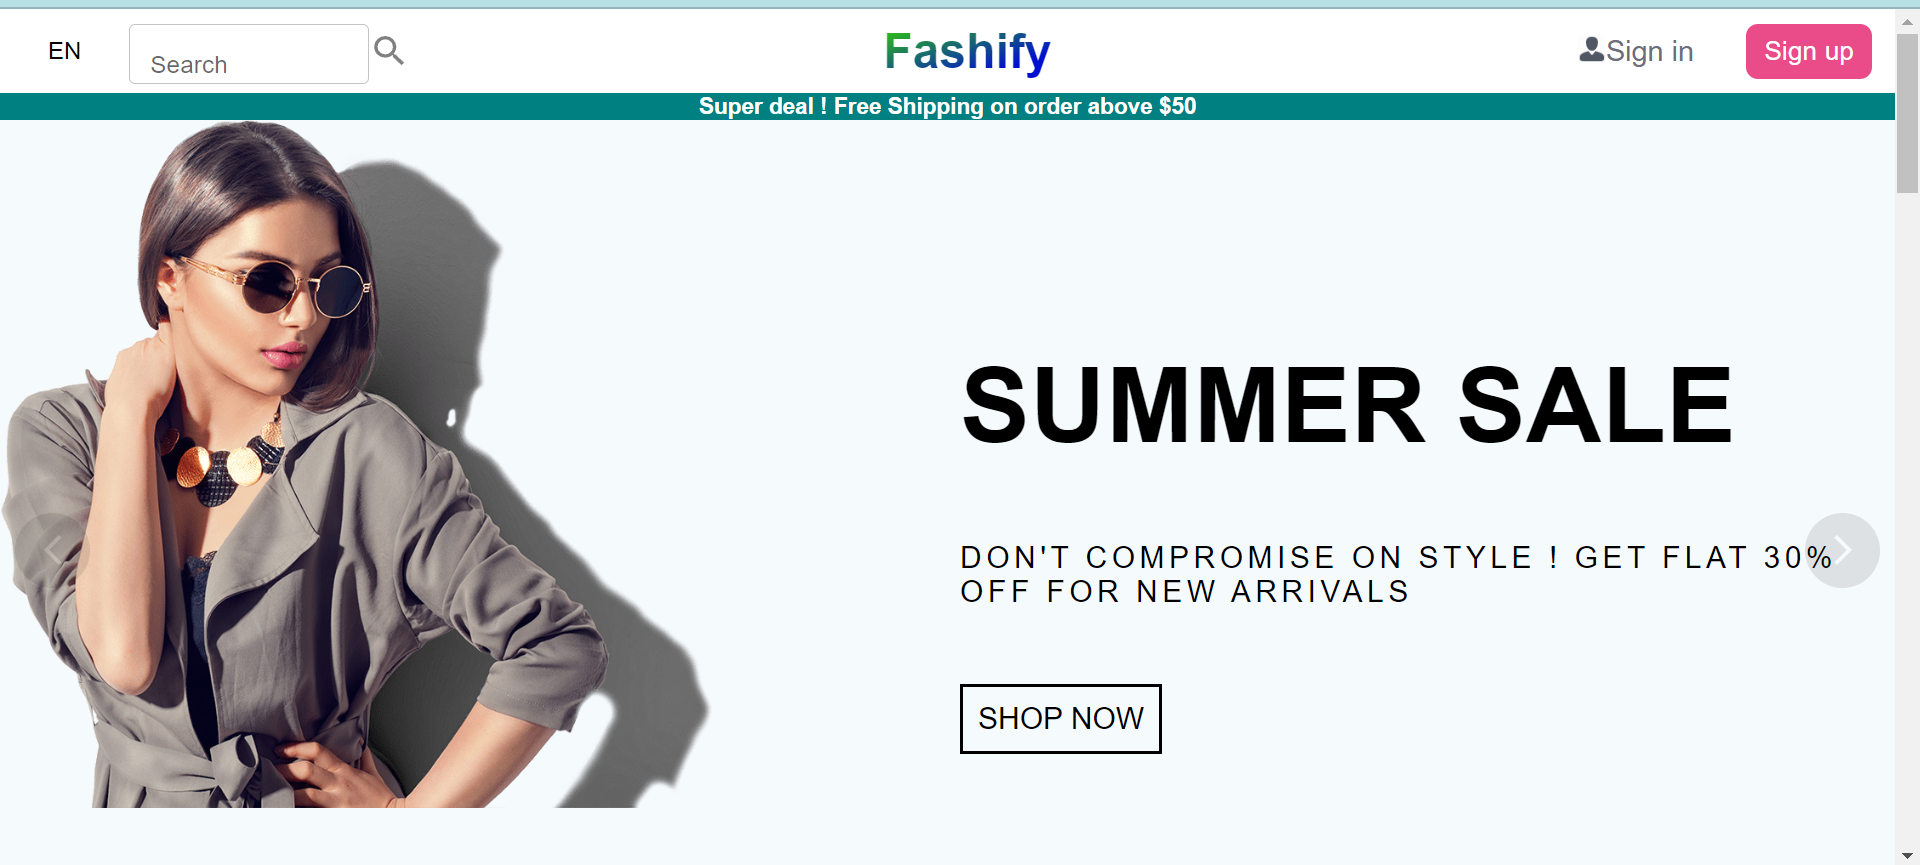 EN
Search
Fashify
Sign in
Sign up
Super deal ! Free Shipping on order above $50
SUMMER SALE
DON'T COMPROMISE ON STYLE ! GET FLAT 30%
OFF FOR NEW ARRIVALS
SHOP NOW